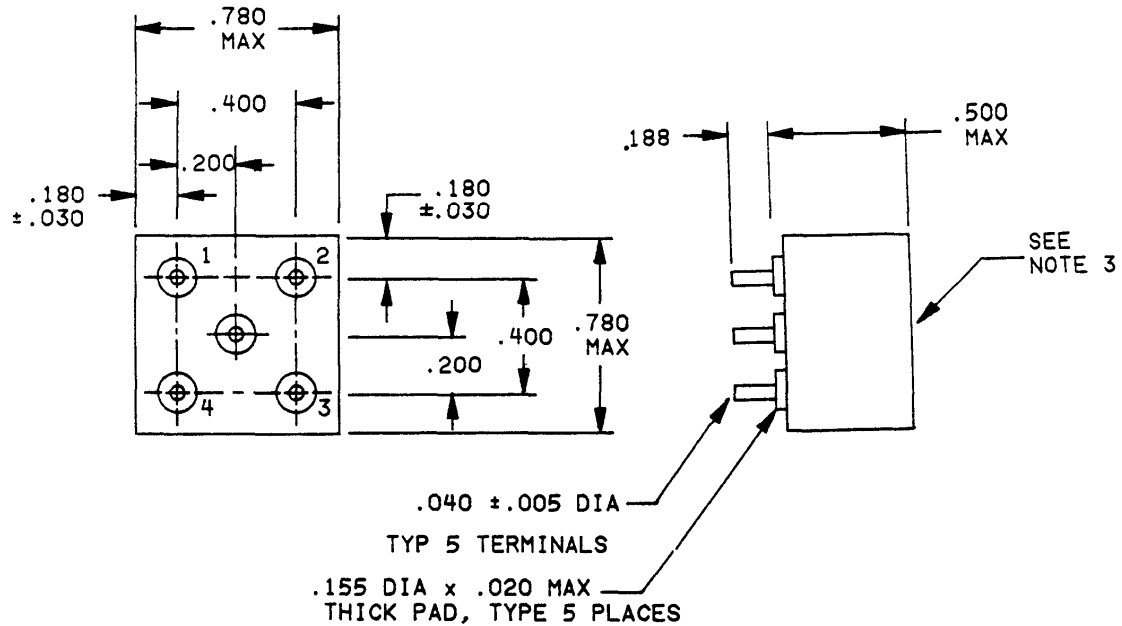 .780
MAX
.400
.200
.180
±.030
.180
±.030
.188
.500
MAX
SEE
NOTE 3
1
2
.780
MAX
.400
.200
4
3
.040 ±.005 DIA
TYP 5 TERMINALS
.155 DIA x .020 MAX
THICK PAD, TYPE 5 PLACES